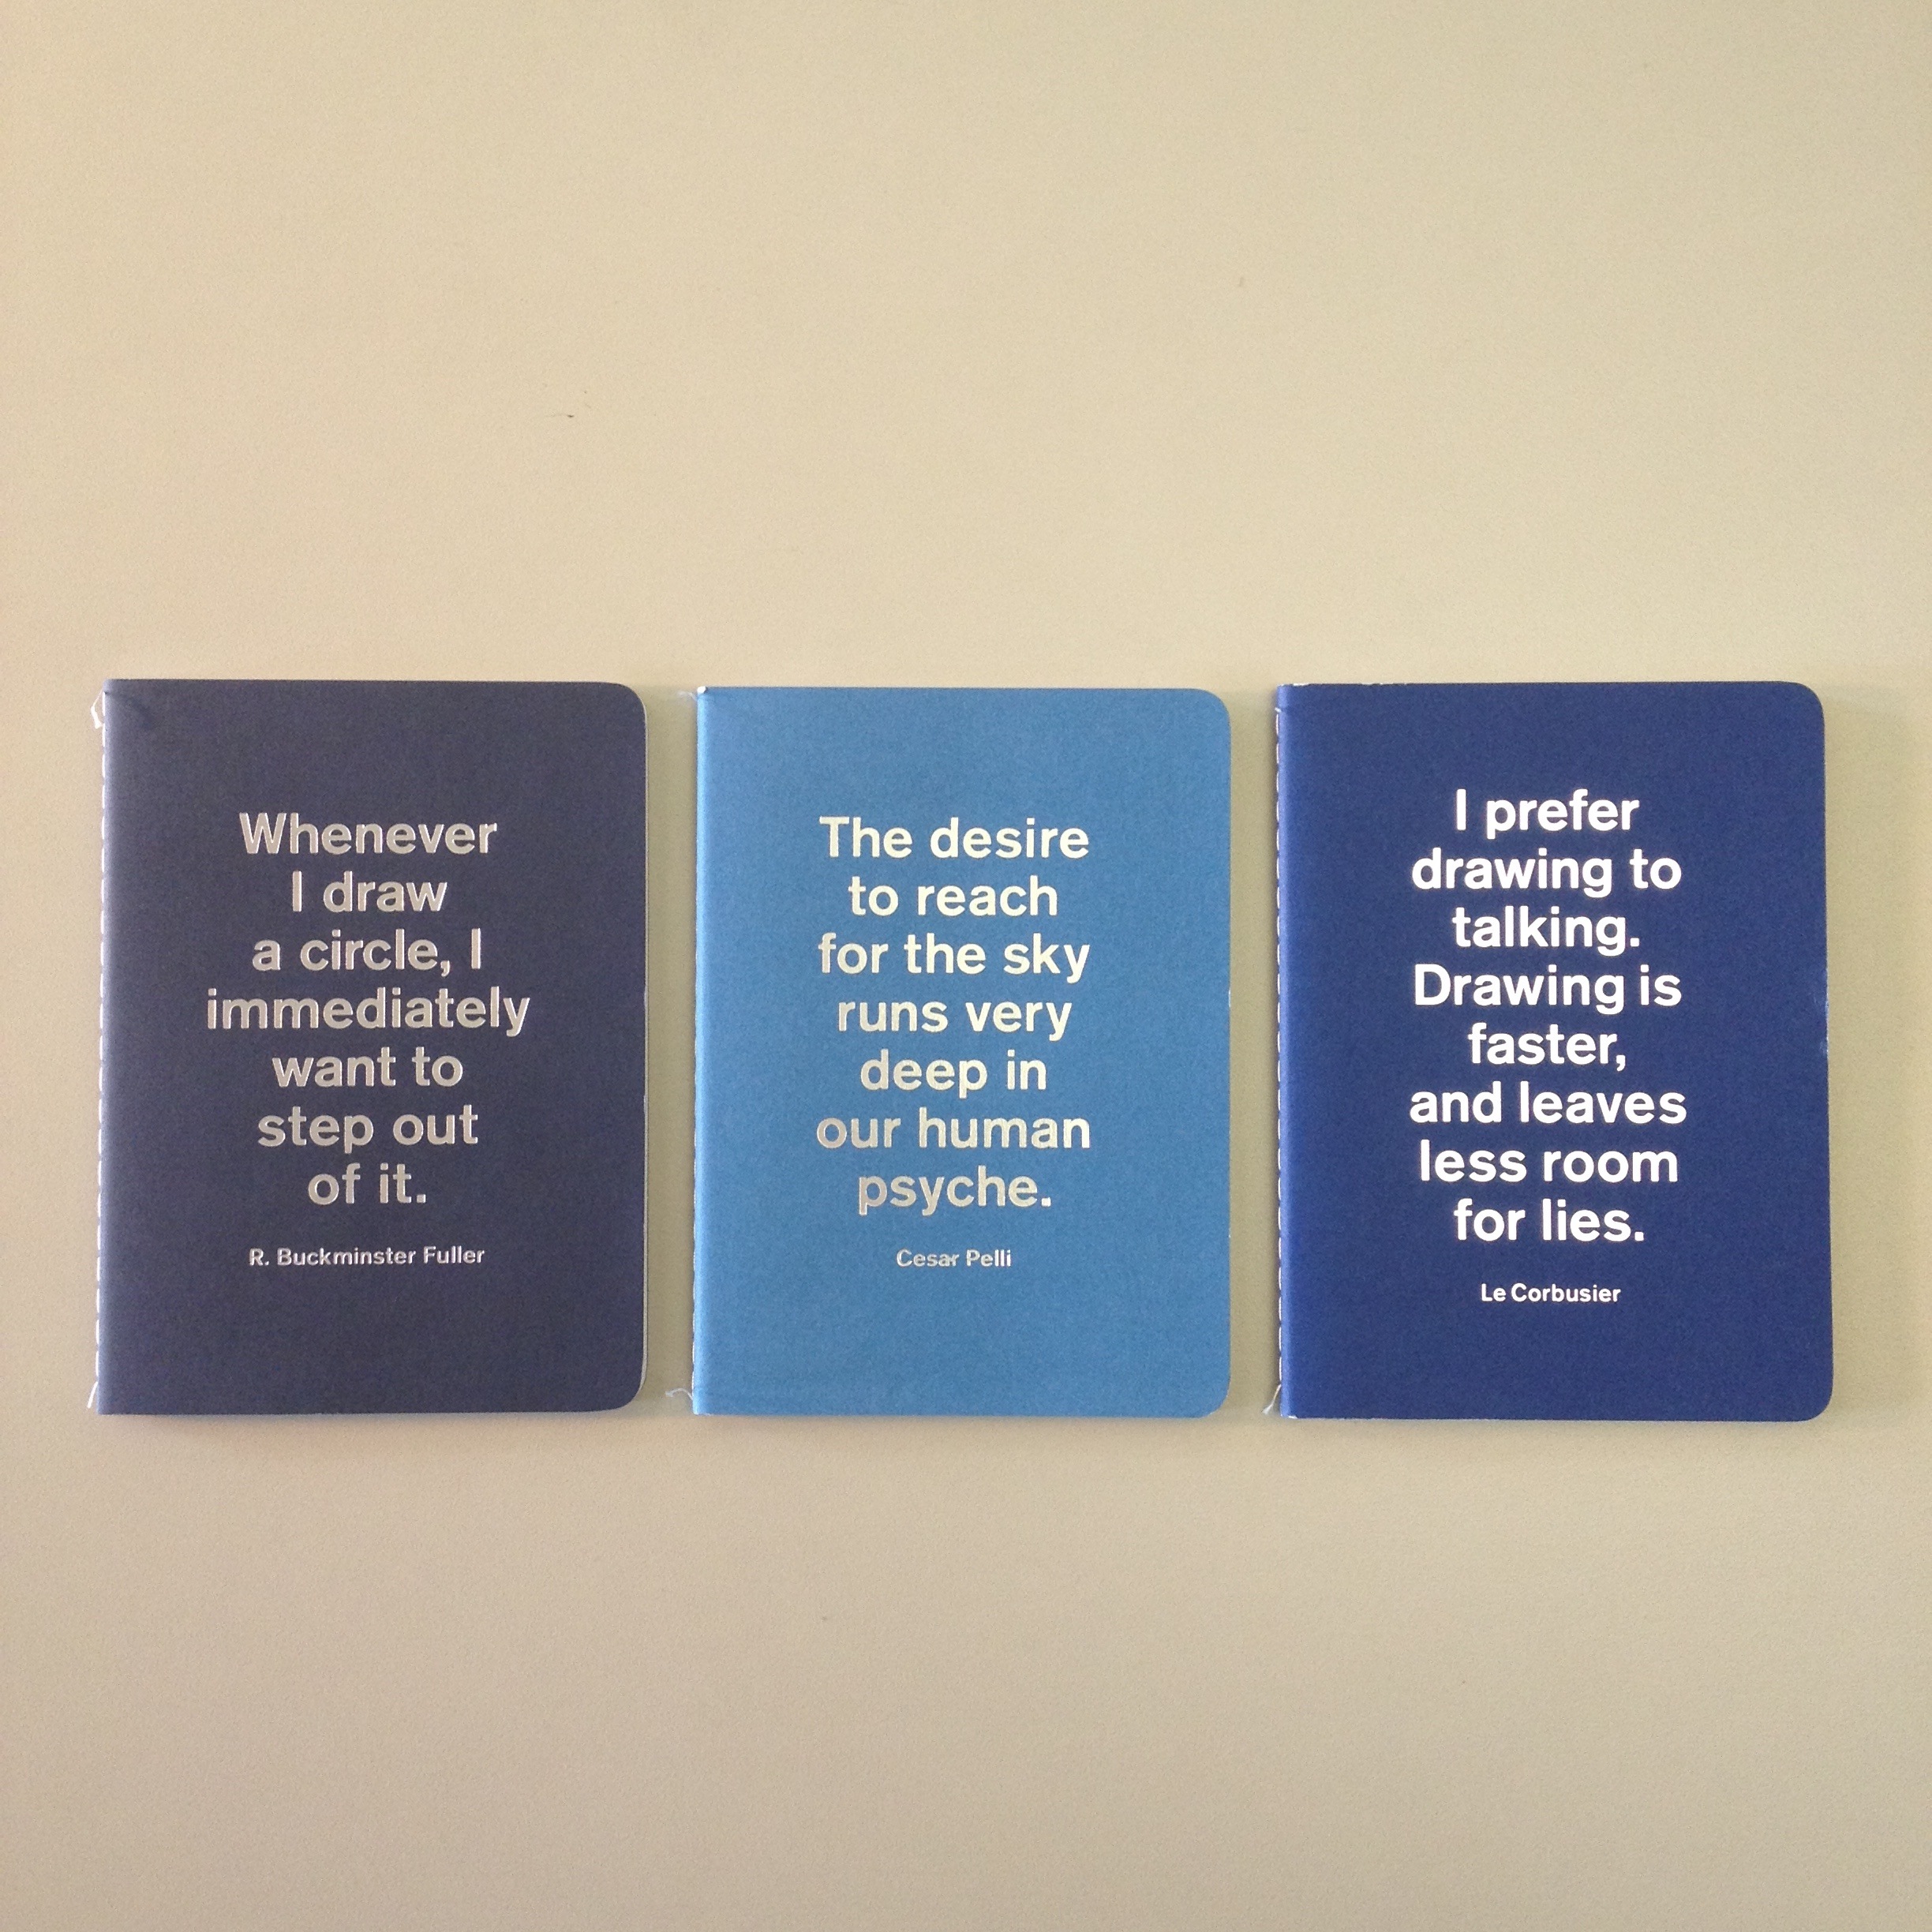 Whenever
I draw
a circle, I
immediately
want to
step out
of it.
R. Buckminster Fuller
The desire
to reach
for the sky
runs very
deep in
our human
psyche.
Cesar Pelli
I prefer
drawing to
talking.
Drawing is
faster,
and leaves
less room
for lies.
Le Corbusier